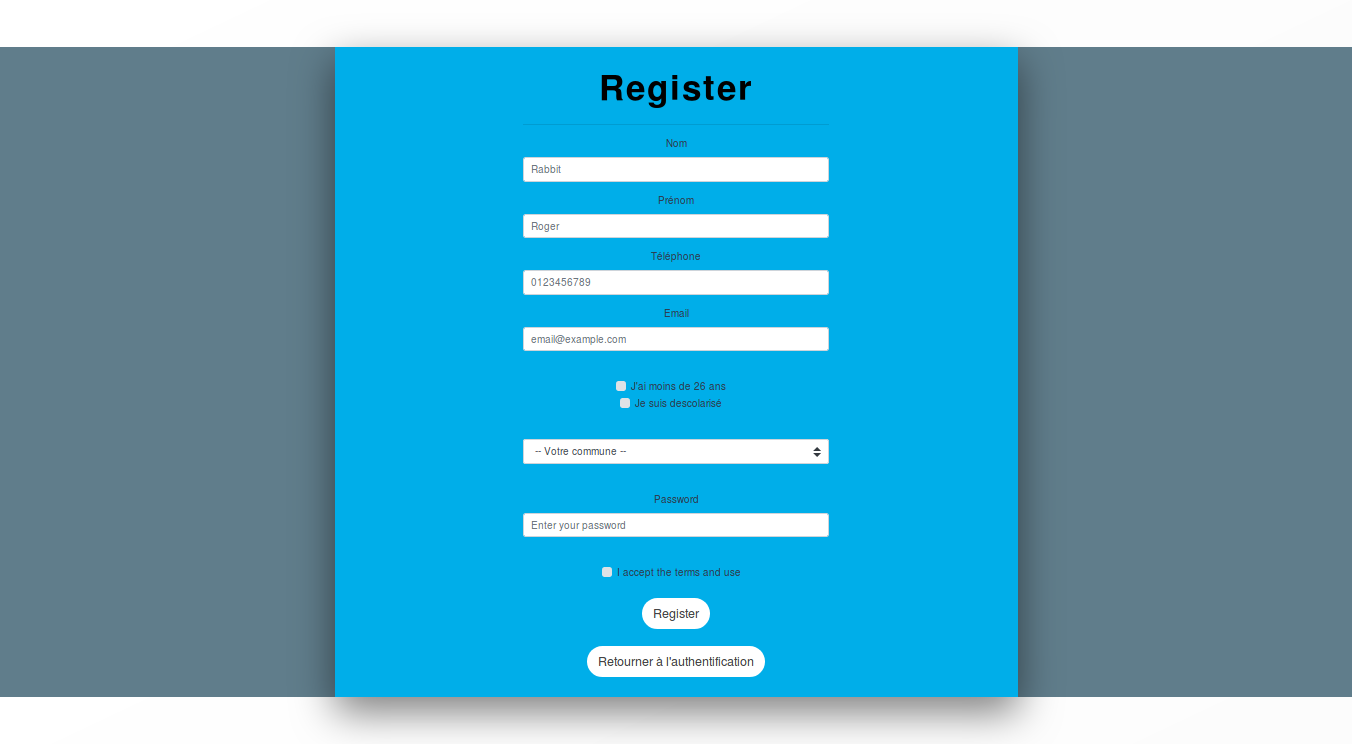 Register
Nom
Rabbit
Prénom
Roger
Téléphone
0123456789
Email
email@example.com
J'ai moins de 26 ans
Je suis descolarisé
-- Votre commune --
Password
Enter your password
I accept the terms and use
Register
Retourner à l'authentification